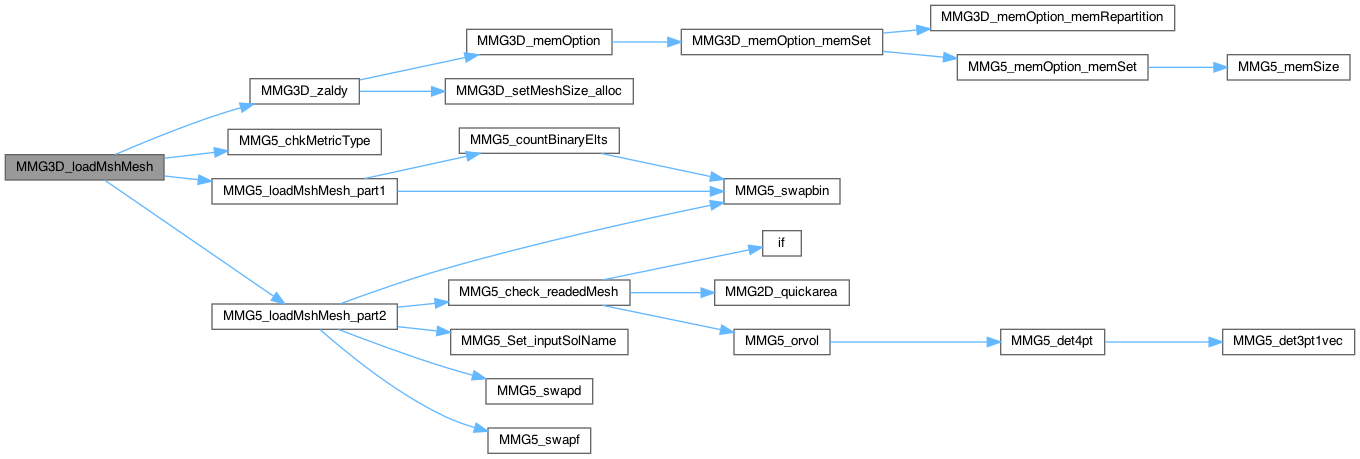 MMG3D_loadMshMesh
MMG3D_zaldy
MMG3D_memOption
MMG3D_memOption_memSet
MMG3D_memOption_memRepartition
MMG5_memOption_memSet
MMG5_memSize
MMG3D_setMeshSize_alloc
MMG5_chkMetricType
MMG5_loadMshMesh_part1
MMG5_countBinaryElts
MMG5_swapbin
MMG5_loadMshMesh_part2
MMG5_check_readedMesh
if
MMG2D_quickarea
MMG5_orvol
MMG5_det4pt
MMG5_det3pt1vec
MMG5_Set_inputSolName
MMG5_swapd
MMG5_swapf